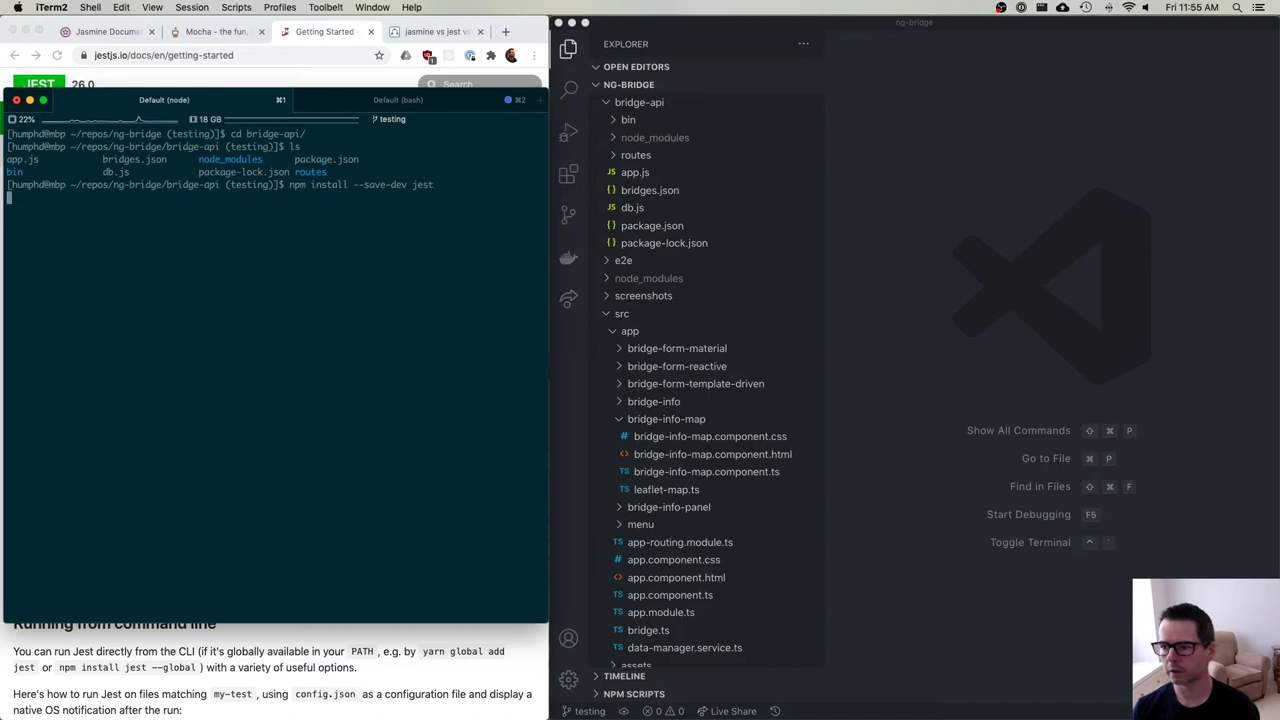 iTerm2 Shell Edit View Session Scripts Profiles Toolbelt Window Help
Fri 11:55 AM
Jasmine Documen
Mocha - the fun,
Getting Started ·
jasmine vs jest vs
jestjs.io/docs/en/getting-started
JEST 26.0 Search
Default (node) ⌘1 Default (bash) ⌘2
22% 18 GB testing
[humphd@mbp ~/repos/ng-bridge (testing)]$ cd bridge-api/
[humphd@mbp ~/repos/ng-bridge/bridge-api (testing)]$ ls
app.js bridges.json node_modules package.json
bin db.js package-lock.json routes
[humphd@mbp ~/repos/ng-bridge/bridge-api (testing)]$ npm install --save-dev jest
Running from command line
You can run Jest directly from the CLI (if it's globally available in your PATH , e.g. by yarn global add
jest or npm install jest --global ) with a variety of useful options.
Here's how to run Jest on files matching my-test , using config.json as a configuration file and display a
native OS notification after the run:
ng-bridge
EXPLORER
OPEN EDITORS
NG-BRIDGE
bridge-api
bin
node_modules
routes
JS app.js
{} bridges.json
JS db.js
{} package.json
{} package-lock.json
e2e
node_modules
screenshots
src
app
bridge-form-material
bridge-form-reactive
bridge-form-template-driven
bridge-info
bridge-info-map
# bridge-info-map.component.css
<> bridge-info-map.component.html
TS bridge-info-map.component.ts
TS leaflet-map.ts
bridge-info-panel
menu
TS app-routing.module.ts
# app.component.css
<> app.component.html
TS app.component.ts
TS app.module.ts
TS bridge.ts
TS data-manager.service.ts
assets
TIMELINE
NPM SCRIPTS
Show All Commands ⇧ ⌘ P
Go to File ⌘ P
Find in Files ⇧ ⌘ F
Start Debugging F5
Toggle Terminal ^ `
testing 0 0 Live Share